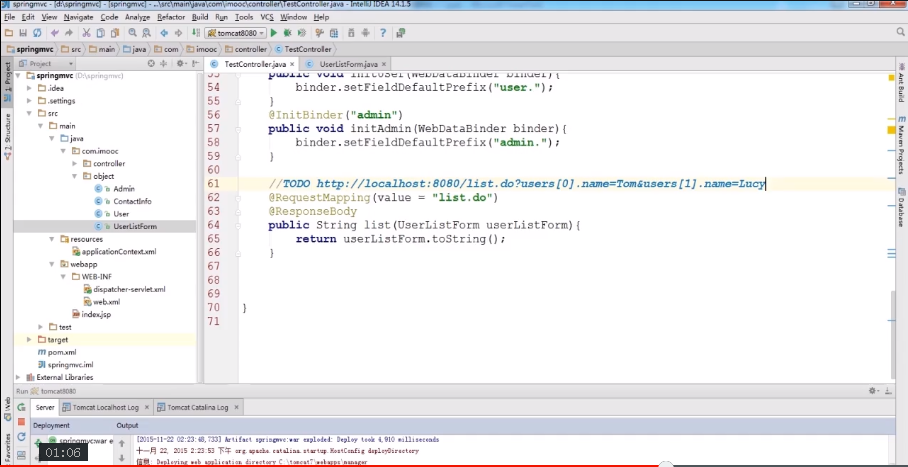 springmvc - [d:\springmvc] - [springmvc] - ...\src\main\java\com\imooc\controller\TestController.java - IntelliJ IDEA 14.1.5
File Edit View Navigate Code Analyze Refactor Build Run Tools VCS Window Help
tomcat8080
springmvc src main java com imooc controller TestController
Project TestController.java UserListForm.java
springmvc (D:\springmvc)
.idea
.settings
src
main
java
com.imooc
controller
object
Admin
ContactInfo
User
UserListForm
resources
applicationContext.xml
webapp
WEB-INF
dispatcher-servlet.xml
web.xml
index.jsp
test
target
pom.xml
springmvc.iml
External Libraries
1: Project
7: Structure
Web
Favorites
53 public void initUser(WebDataBinder binder){
54 binder.setFieldDefaultPrefix("user.");
55 }
56 @InitBinder("admin")
57 public void initAdmin(WebDataBinder binder){
58 binder.setFieldDefaultPrefix("admin.");
59 }
60
61 //TODO http://localhost:8080/list.do?users[0].name=Tom&users[1].name=Lucy
62 @RequestMapping(value = "list.do")
63 @ResponseBody
64 public String list(UserListForm userListForm){
65 return userListForm.toString();
66 }
67
68
69
70 }
71
Ant Build
Maven Projects
Database
Run tomcat8080
Server Tomcat Localhost Log Tomcat Catalina Log
Deployment Output
springmvc:war exploded
[2015-11-22 02:23:48,733] Artifact springmvc:war exploded: Deploy took 4,910 milliseconds
十一月 22, 2015 2:23:53 下午 org.apache.catalina.startup.HostConfig deployDirectory
信息: Deploying web application directory C:\tomcat7\webapps\manager
01:06